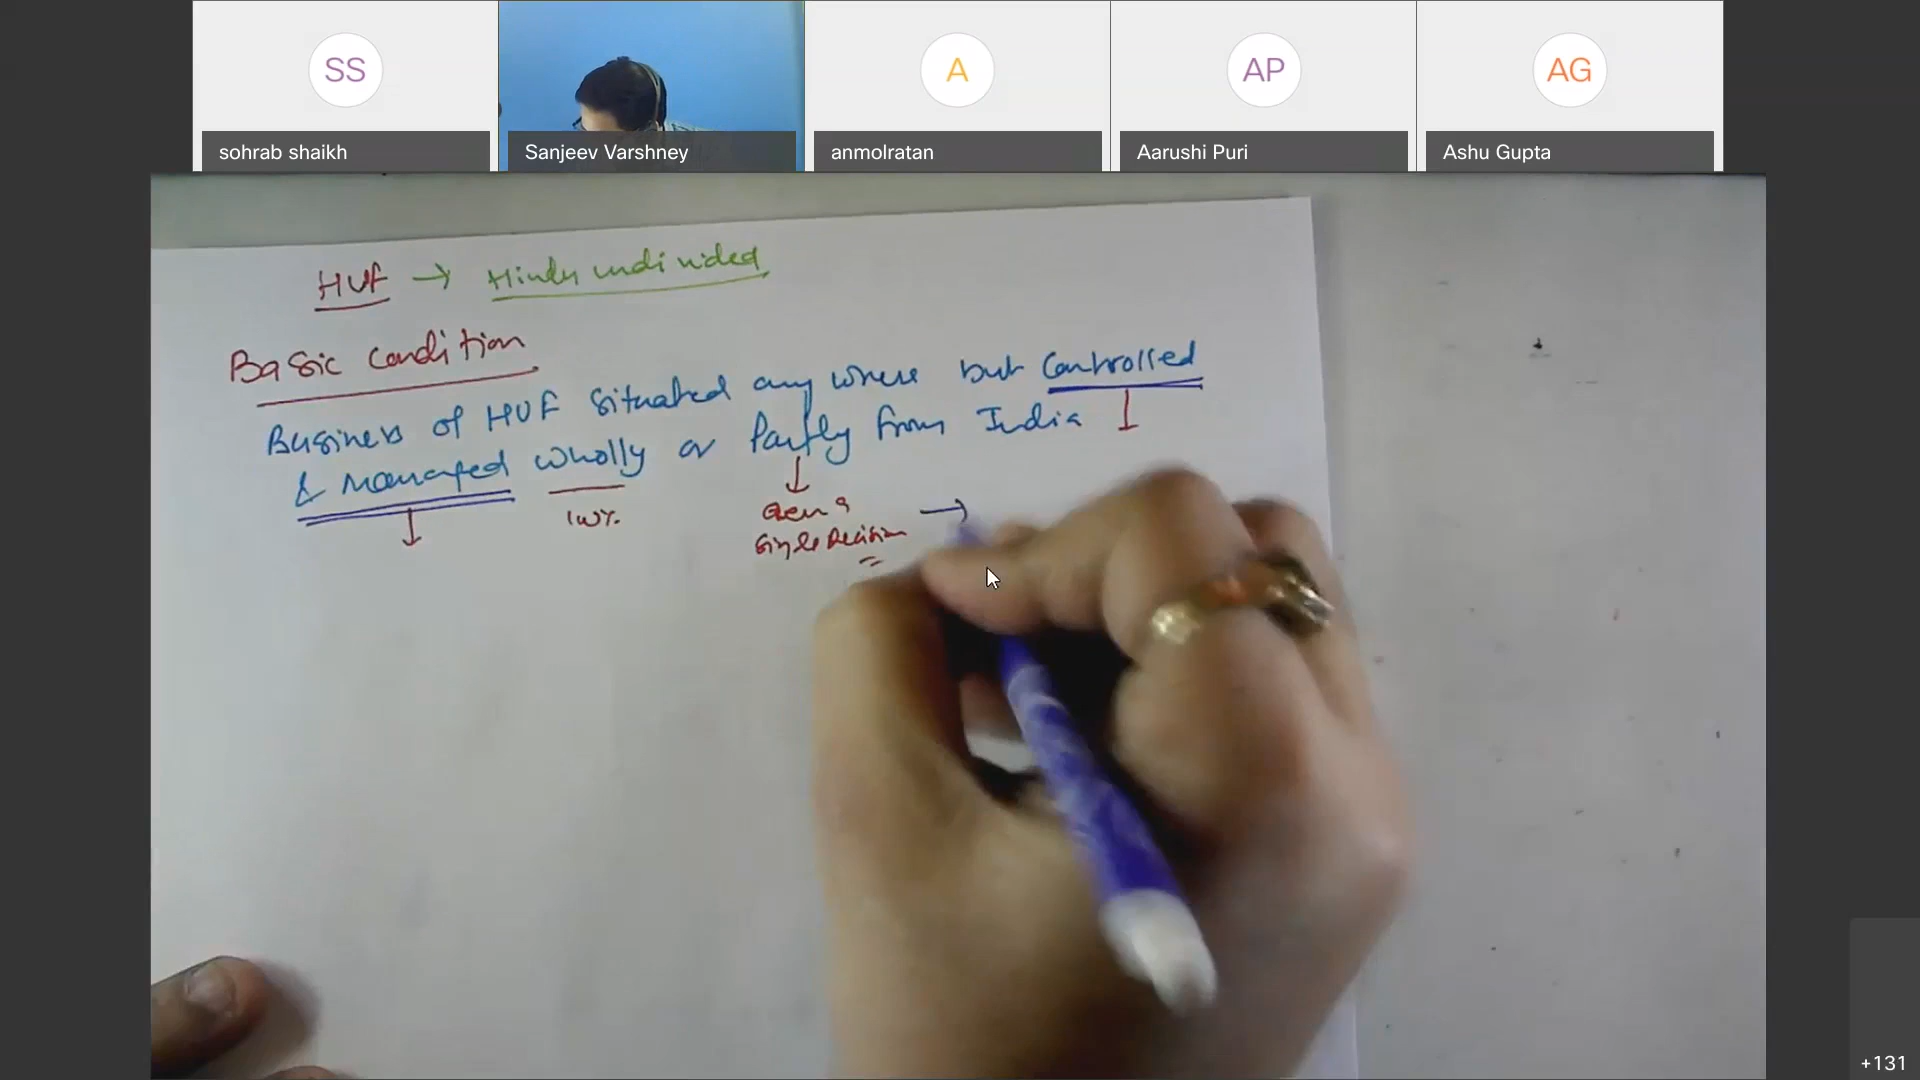 SS
A
AP
AG
sohrab shaikh
Sanjeev Varshney
anmolratan
Aarushi Puri
Ashu Gupta
HUF → Hindu undivided
Basic condition
Business of HUF situated any where but Controlled
& managed wholly or Partly from India
100%
Even a
Single Decision
+131